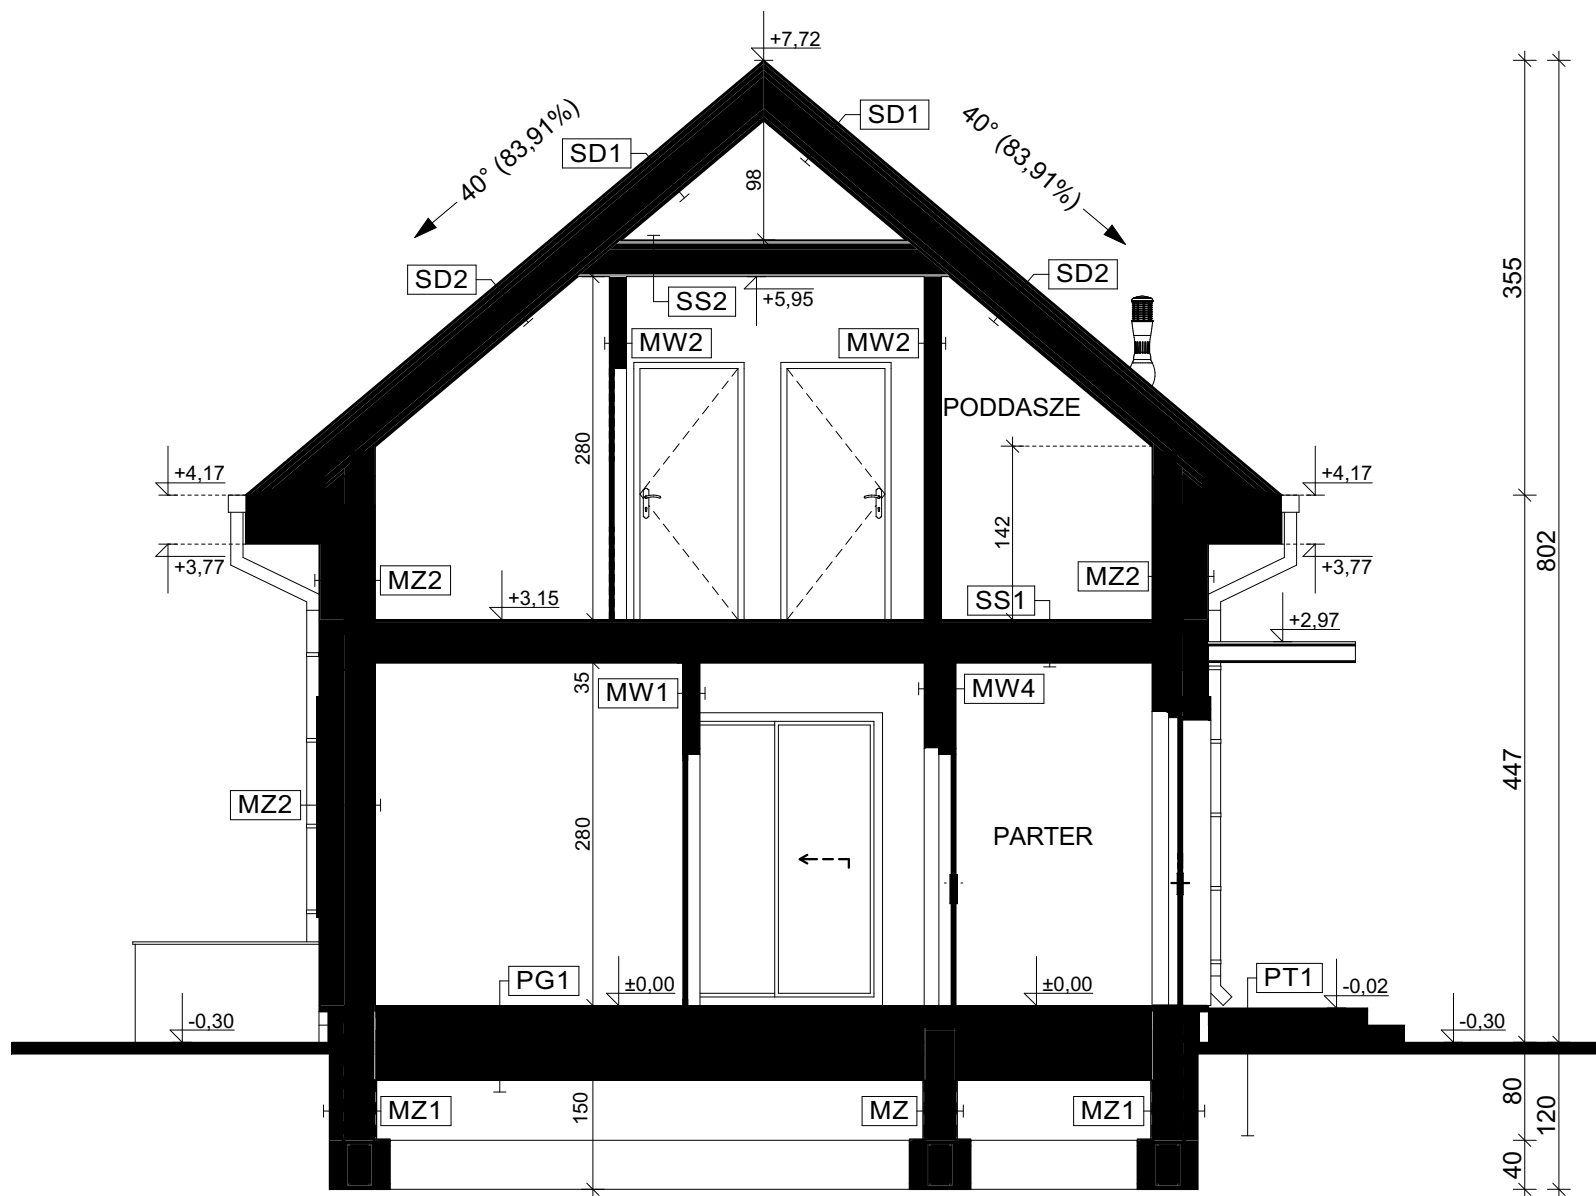 +7,72
SD1
40° (83,91%)
40° (83,91%)
SD1
98
SD2
SD2
355
SS2
+5,95
MW2
MW2
PODDASZE
280
+4,17
+4,17
142
802
+3,77
+3,77
MZ2
MZ2
+3,15
SS1
+2,97
35
MW1
MW4
447
MZ2
280
PARTER
PG1
±0,00
±0,00
PT1
-0,02
-0,30
-0,30
80
150
MZ1
MZ
MZ1
120
40